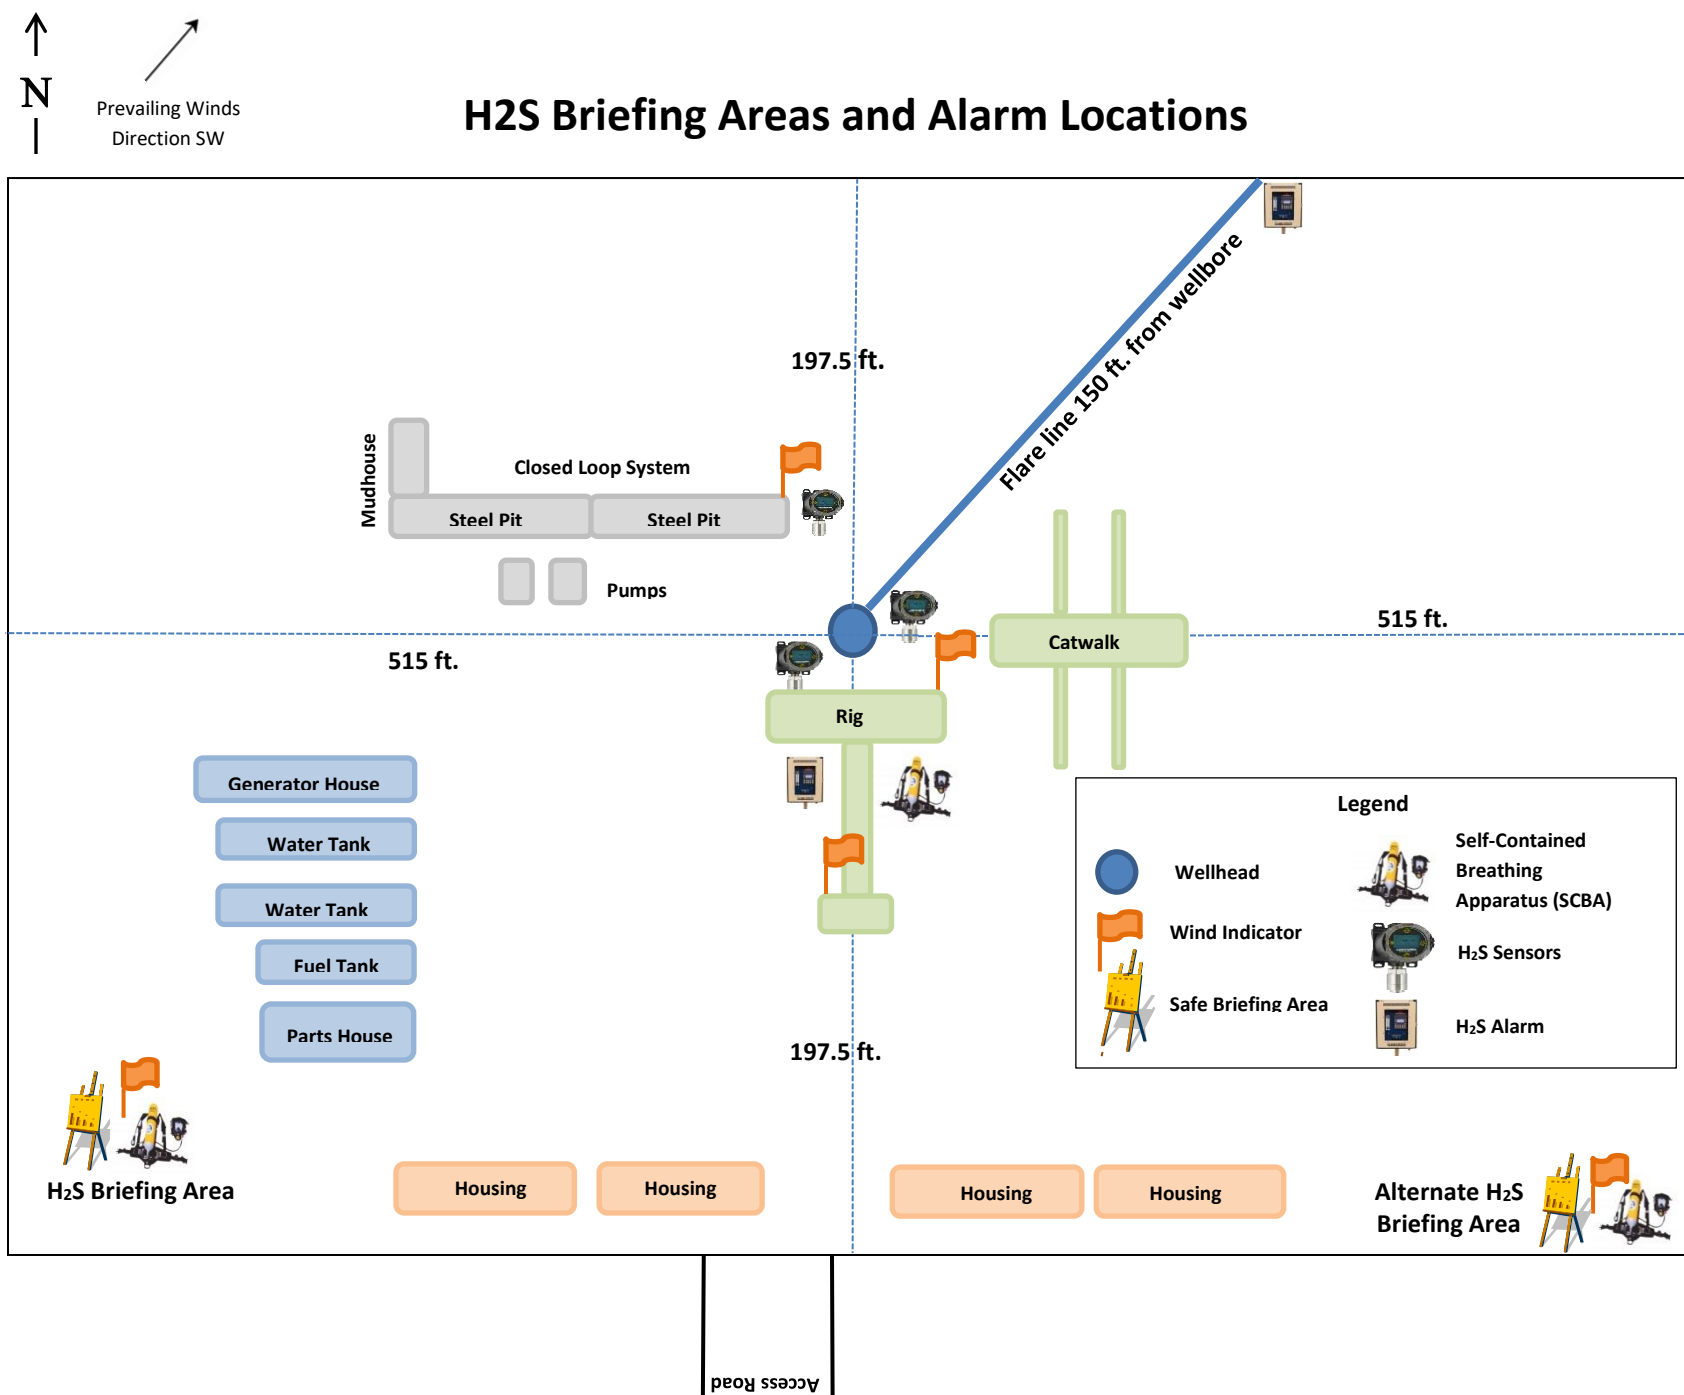 N
Prevailing Winds
Direction SW
H2S Briefing Areas and Alarm Locations
197.5 ft.
Flare line 150 ft. from wellbore
Mudhouse
Closed Loop System
Steel Pit
Steel Pit
Pumps
515 ft.
515 ft.
Catwalk
Rig
Generator House
Water Tank
Water Tank
Fuel Tank
Parts House
Legend
Wellhead
Wind Indicator
Safe Briefing Area
Self-Contained
Breathing
Apparatus (SCBA)
H2S Sensors
H2S Alarm
197.5 ft.
H2S Briefing Area
Housing
Housing
Housing
Housing
Alternate H2S
Briefing Area
Access Road